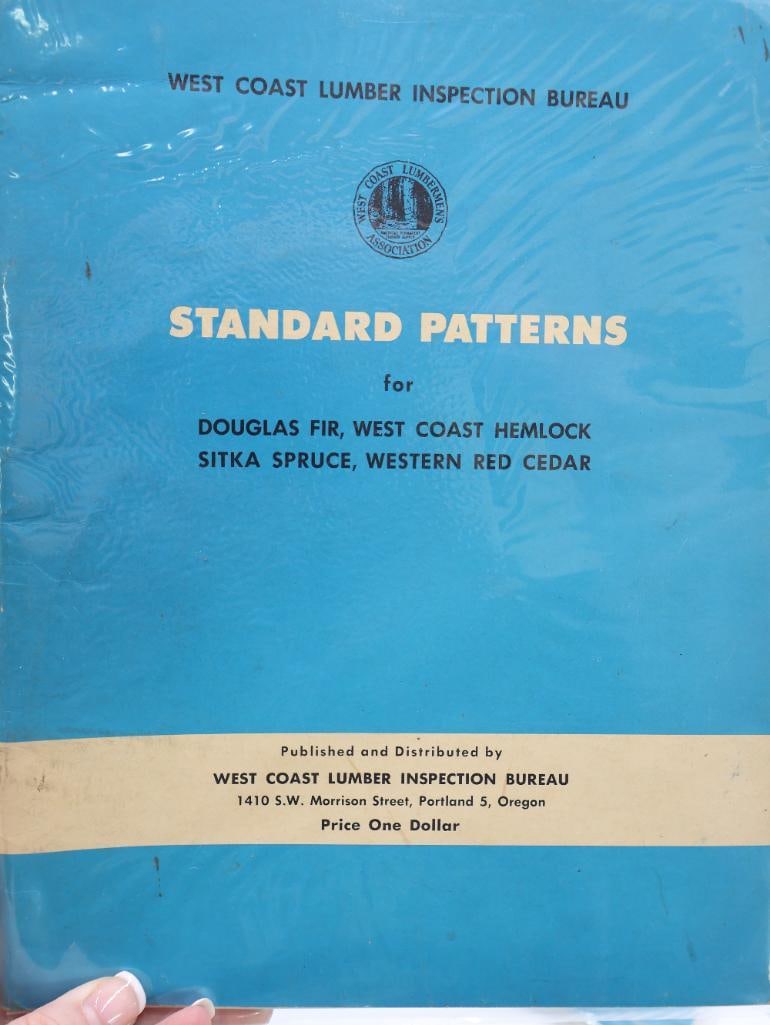 WEST COAST LUMBER INSPECTION BUREAU
WEST COAST LUMBERMEN'S
ASSOCIATION
STANDARD PATTERNS
for
DOUGLAS FIR, WEST COAST HEMLOCK
SITKA SPRUCE, WESTERN RED CEDAR
Published and Distributed by
WEST COAST LUMBER INSPECTION BUREAU
1410 S.W. Morrison Street, Portland 5, Oregon
Price One Dollar